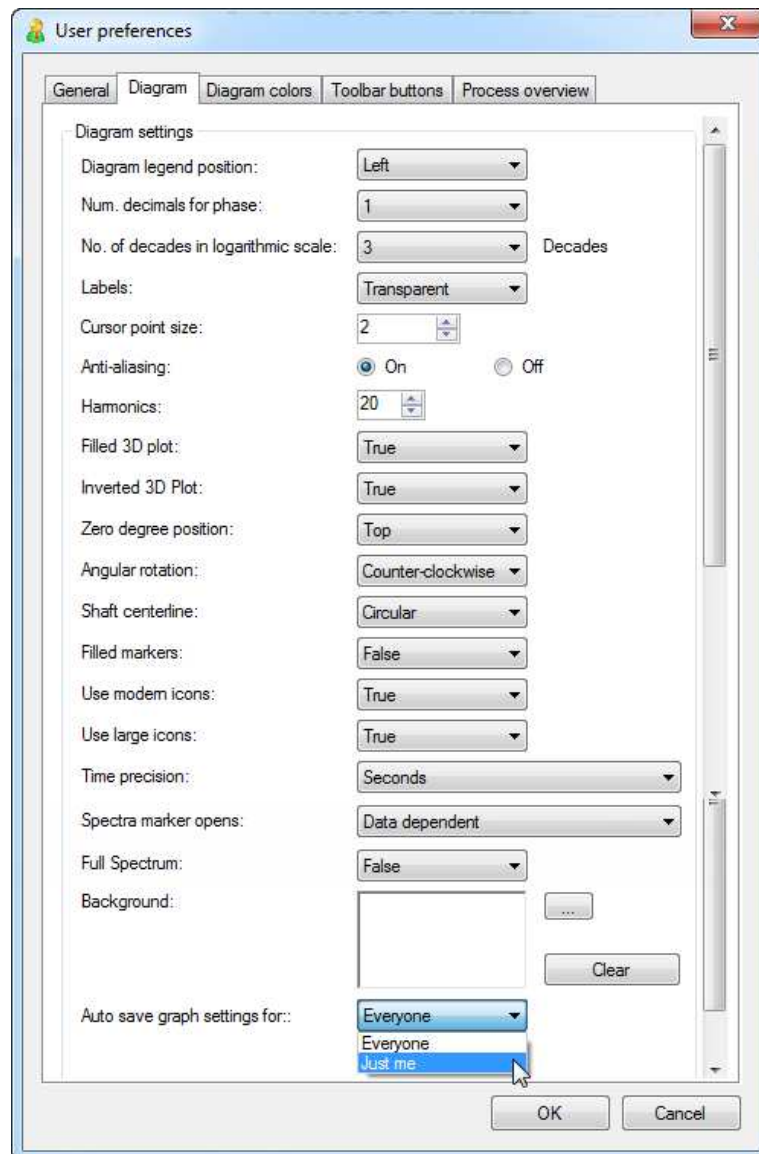 User preferences
General Diagram Diagram colors Toolbar buttons Process overview
Diagram settings
Diagram legend position: Left
Num. decimals for phase: 1
No. of decades in logarithmic scale: 3 Decades
Labels: Transparent
Cursor point size: 2
Anti-aliasing: On Off
Harmonics: 20
Filled 3D plot: True
Inverted 3D Plot: True
Zero degree position: Top
Angular rotation: Counter-clockwise
Shaft centerline: Circular
Filled markers: False
Use modern icons: True
Use large icons: True
Time precision: Seconds
Spectra marker opens: Data dependent
Full Spectrum: False
Background: ...
Clear
Auto save graph settings for:: Everyone
Everyone
Just me
OK Cancel